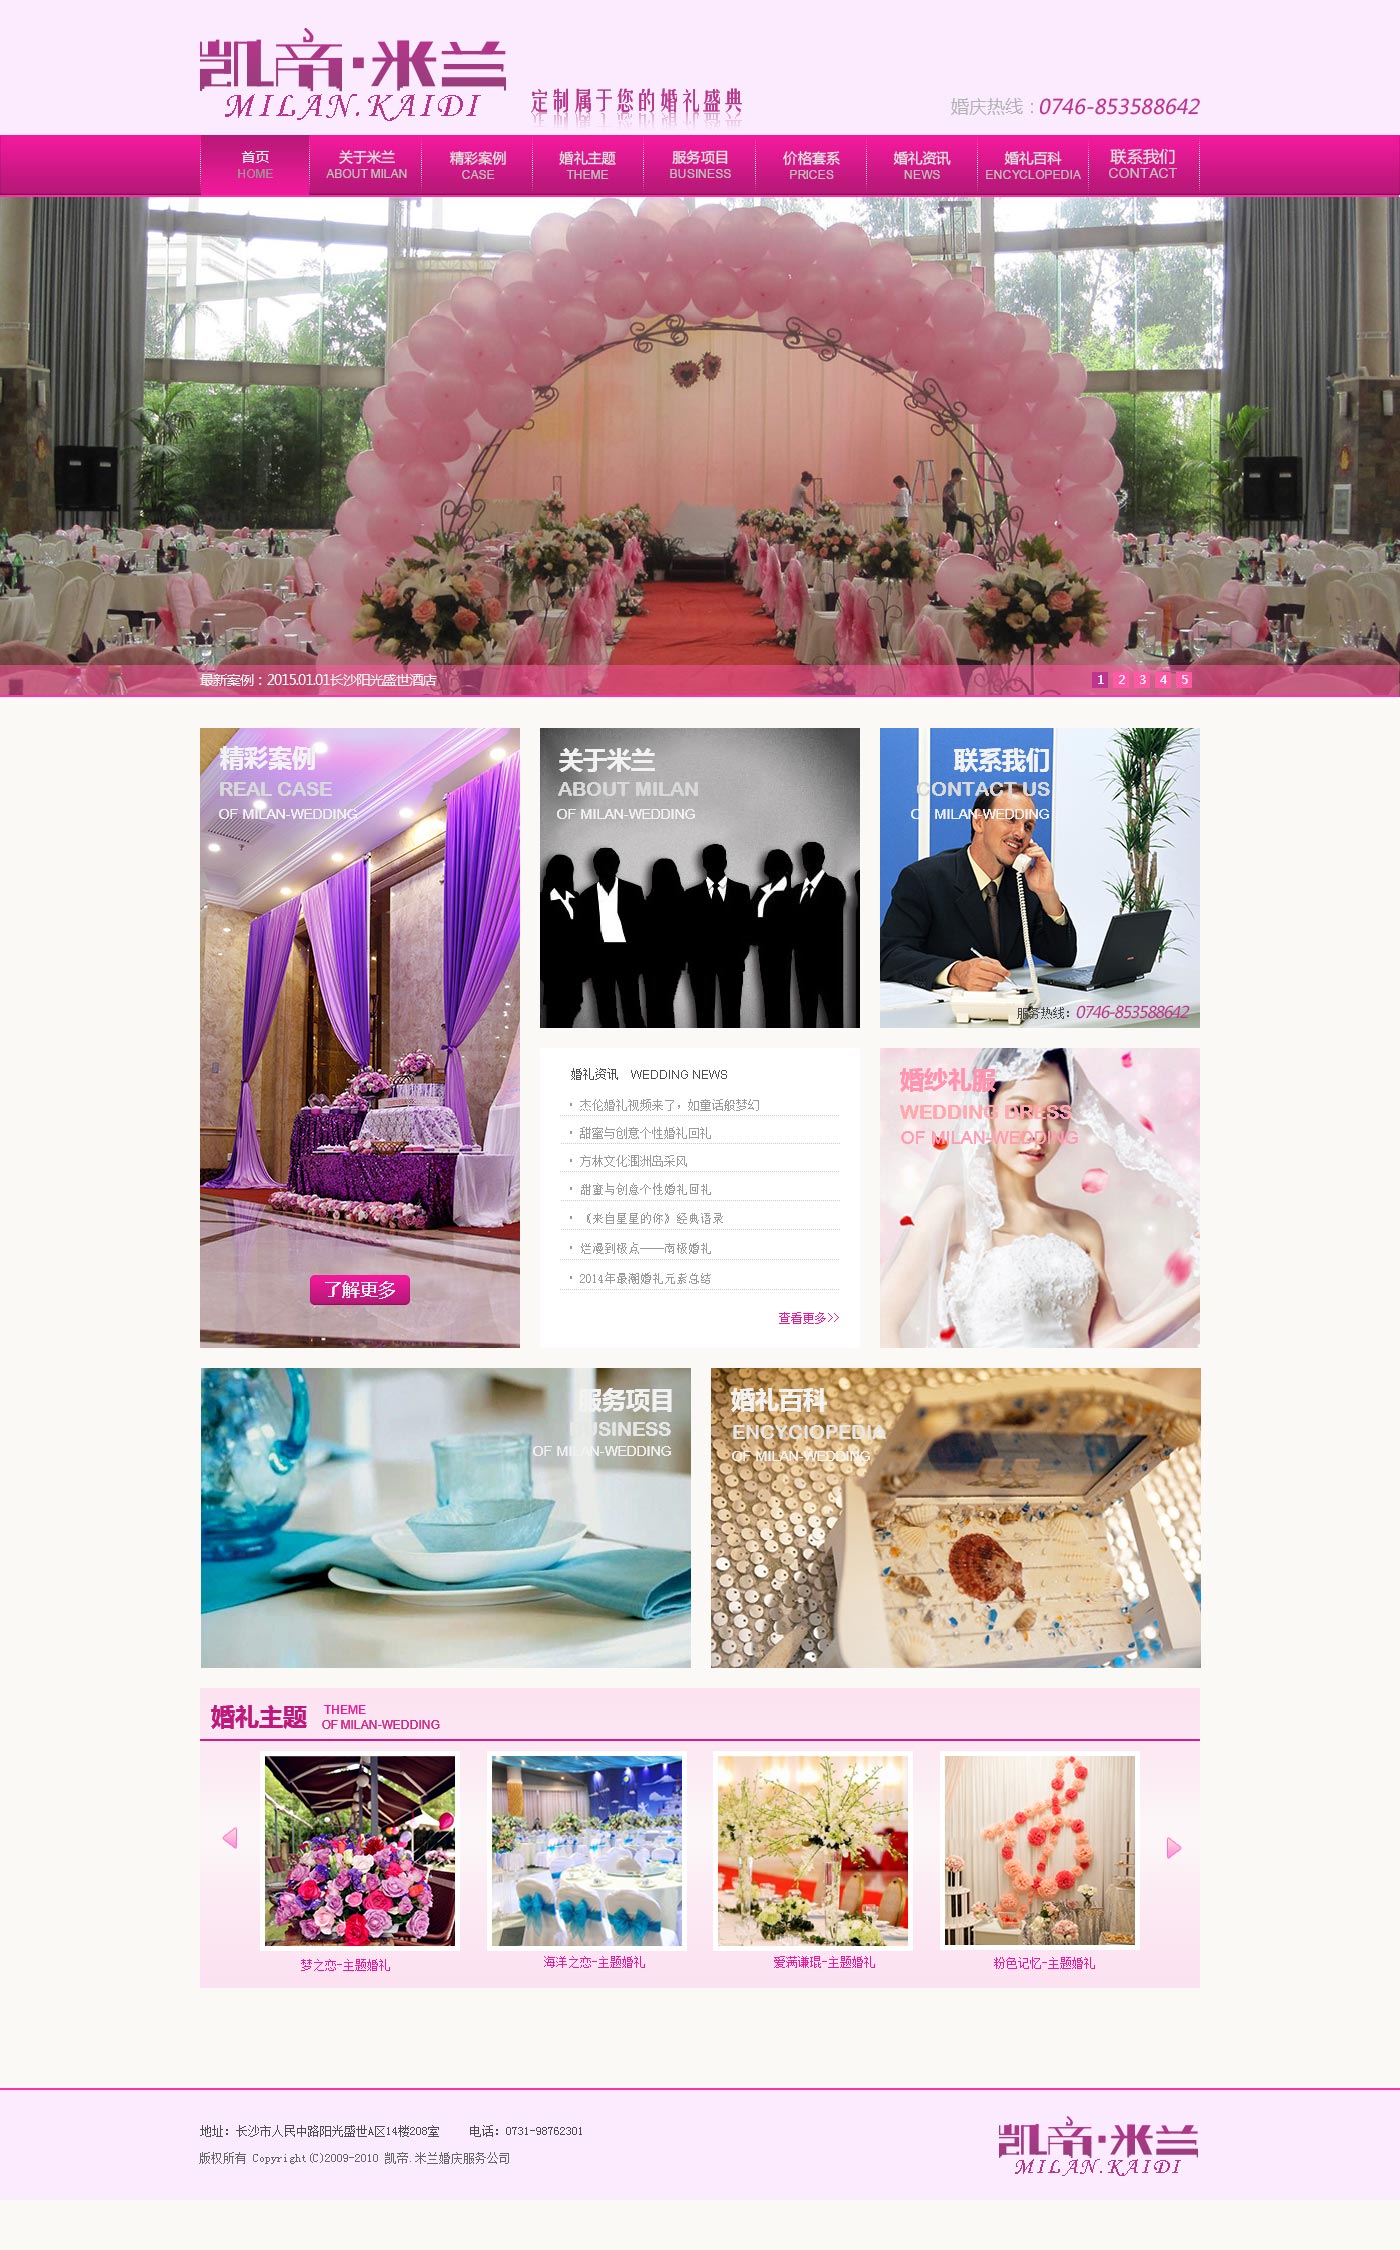 凯帝·米兰
MILAN.KAIDI
定制属于您的婚礼盛典
婚庆热线：0746-853588642
首页
HOME
关于米兰
ABOUT MILAN
精彩案例
CASE
婚礼主题
THEME
服务项目
BUSINESS
价格套系
PRICES
婚礼资讯
NEWS
婚礼百科
ENCYCLOPEDIA
联系我们
CONTACT
最新案例：2015.01.01长沙阳光盛世酒店
1 2 3 4 5
精彩案例
REAL CASE
OF MILAN-WEDDING
了解更多
关于米兰
ABOUT MILAN
OF MILAN-WEDDING
联系我们
CONTACT US
OF MILAN-WEDDING
服务热线：0746-853588642
婚礼资讯 WEDDING NEWS
杰伦婚礼视频来了，如童话般梦幻
甜蜜与创意个性婚礼回礼
方林文化涠洲岛采风
甜蜜与创意个性婚礼回礼
《来自星星的你》经典语录
烂漫到极点——南极婚礼
2014年最潮婚礼元素总结
查看更多>>
婚纱礼服
WEDDING DRESS
OF MILAN-WEDDING
服务项目
BUSINESS
OF MILAN-WEDDING
婚礼百科
ENCYCIOPEDIA
OF MILAN-WEDDING
婚礼主题
THEME
OF MILAN-WEDDING
梦之恋-主题婚礼
海洋之恋-主题婚礼
爱满谦琨-主题婚礼
粉色记忆-主题婚礼
地址：长沙市人民中路阳光盛世A区14楼208室 电话：0731-98762301
版权所有 Copyright(C)2009-2010 凯帝.米兰婚庆服务公司
凯帝·米兰
MILAN.KAIDI